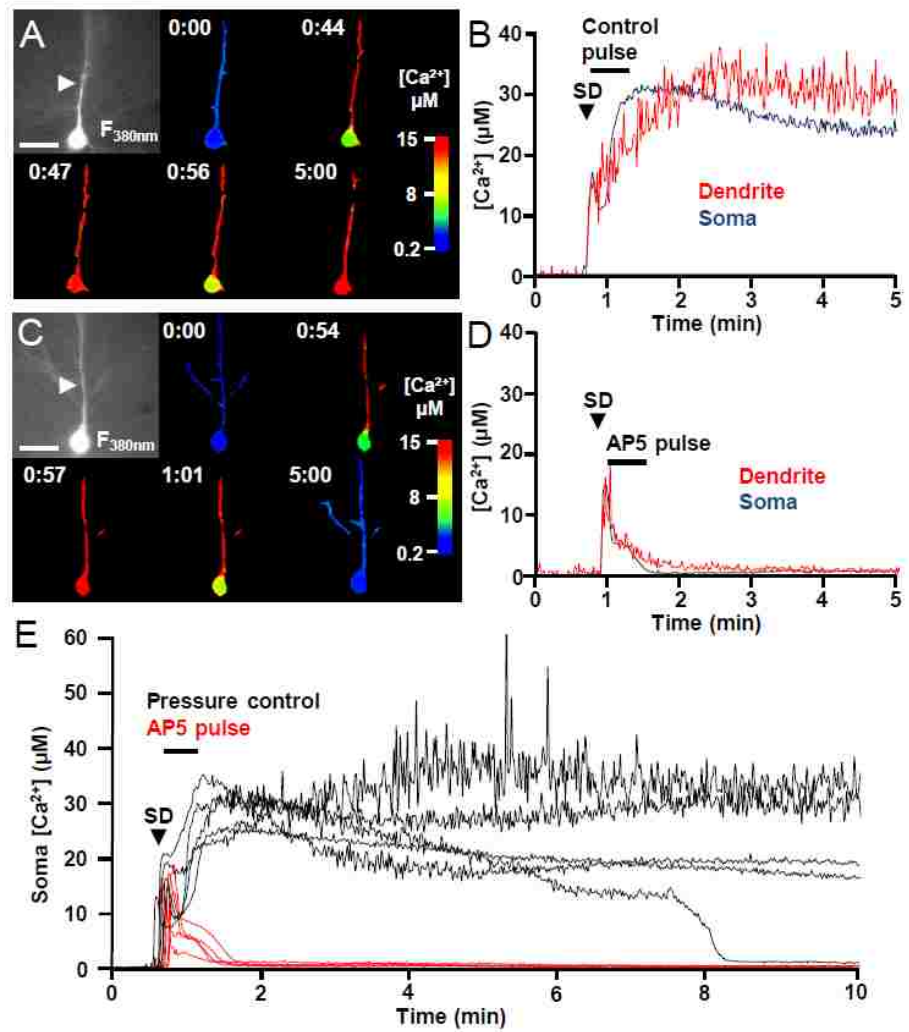 A
0:00
0:44
[Ca²⁺]
µM
F380nm
15
8
0.2
0:47
0:56
5:00
B
Control
pulse
SD
[Ca²⁺] (µM)
40
30
20
10
0
Dendrite
Soma
0 1 2 3 4 5
Time (min)
C
0:00
0:54
[Ca²⁺]
µM
F380nm
15
8
0.2
0:57
1:01
5:00
D
SD
AP5 pulse
[Ca²⁺] (µM)
40
30
20
10
0
Dendrite
Soma
0 1 2 3 4 5
Time (min)
E
Pressure control
AP5 pulse
SD
Soma [Ca²⁺] (µM)
60
50
40
30
20
10
0
0 2 4 6 8 10
Time (min)